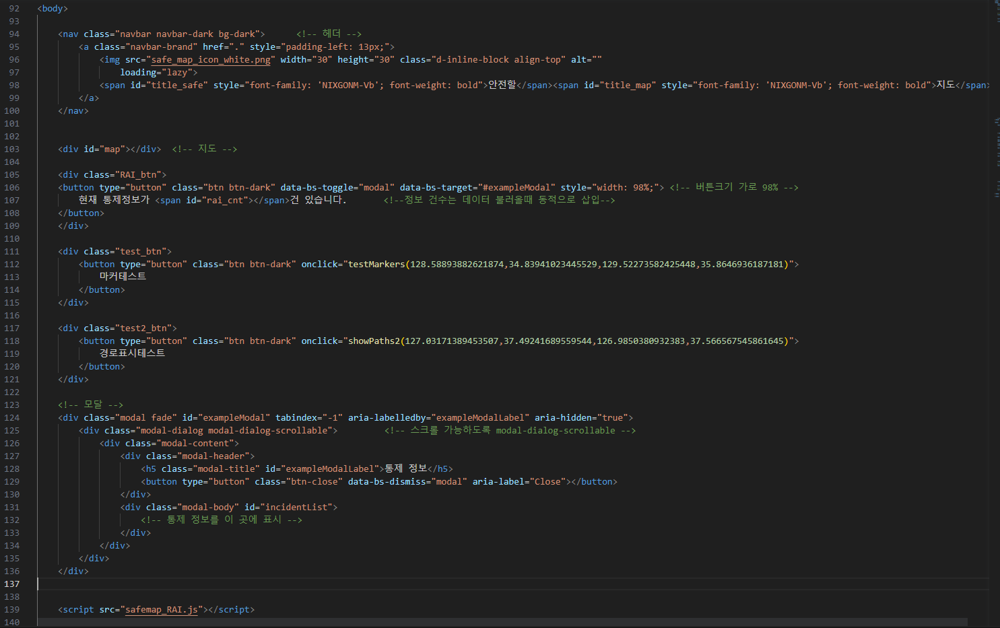 92 <body>
93
94 <nav class="navbar navbar-dark bg-dark"> <!-- 헤더 -->
95 <a class="navbar-brand" href="." style="padding-left: 13px;">
96 <img src="safe_map_icon_white.png" width="30" height="30" class="d-inline-block align-top" alt=""
97 loading="lazy">
98 <span id="title_safe" style="font-family: 'NIXGONM-Vb'; font-weight: bold">안전할</span><span id="title_map" style="font-family: 'NIXGONM-Vb'; font-weight: bold">지도</span>
99 </a>
100 </nav>
101
102
103 <div id="map"></div> <!-- 지도 -->
104
105 <div class="RAI_btn">
106 <button type="button" class="btn btn-dark" data-bs-toggle="modal" data-bs-target="#exampleModal" style="width: 98%;"> <!-- 버튼크기 가로 98% -->
107 현재 통제정보가 <span id="rai_cnt"></span>건 있습니다. <!--정보 건수는 데이터 불러올때 동적으로 삽입-->
108 </button>
109 </div>
110
111 <div class="test_btn">
112 <button type="button" class="btn btn-dark" onclick="testMarkers(128.58893882621874,34.83941023445529,129.52273582425448,35.8646936187181)">
113 마커테스트
114 </button>
115 </div>
116
117 <div class="test2_btn">
118 <button type="button" class="btn btn-dark" onclick="showPaths2(127.03171389453507,37.49241689559544,126.9850380932383,37.566567545861645)">
119 경로표시테스트
120 </button>
121 </div>
122
123 <!-- 모달 -->
124 <div class="modal fade" id="exampleModal" tabindex="-1" aria-labelledby="exampleModalLabel" aria-hidden="true">
125 <div class="modal-dialog modal-dialog-scrollable"> <!-- 스크롤 가능하도록 modal-dialog-scrollable -->
126 <div class="modal-content">
127 <div class="modal-header">
128 <h5 class="modal-title" id="exampleModalLabel">통제 정보</h5>
129 <button type="button" class="btn-close" data-bs-dismiss="modal" aria-label="Close"></button>
130 </div>
131 <div class="modal-body" id="incidentList">
132 <!-- 통제 정보를 이 곳에 표시 -->
133 </div>
134 </div>
135 </div>
136 </div>
137
138
139 <script src="safemap_RAI.js"></script>
140